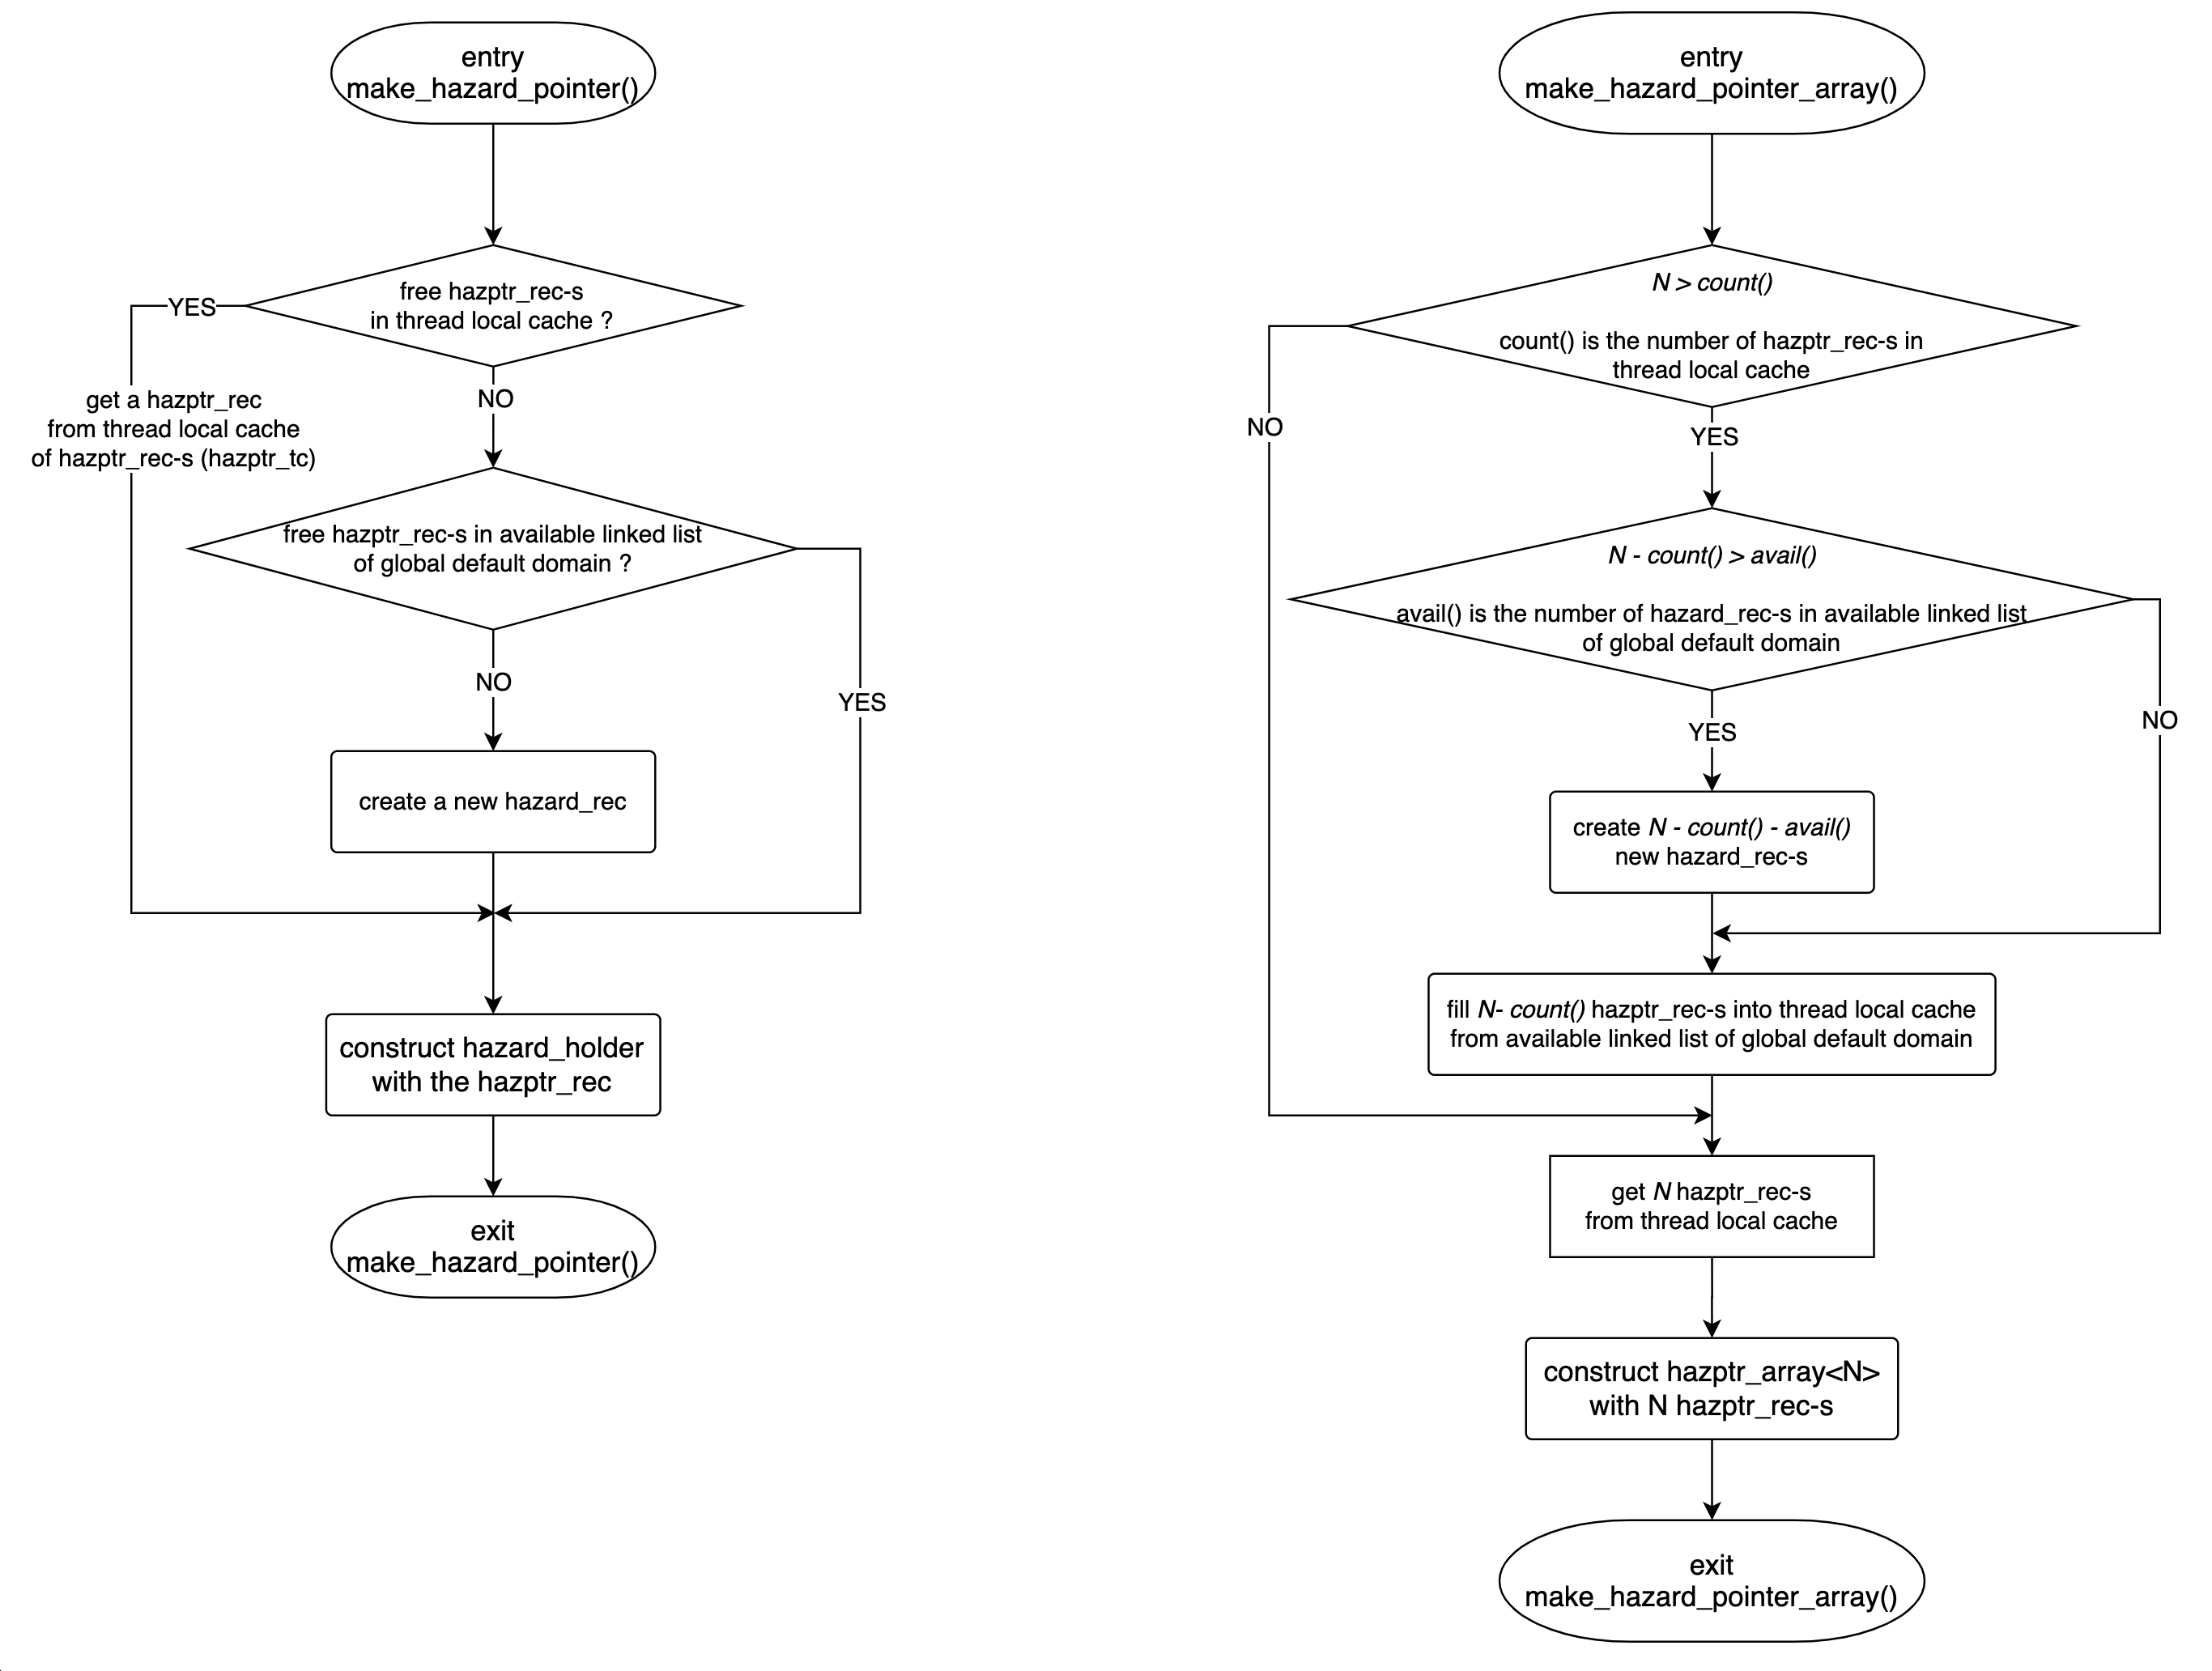 entry
make_hazard_pointer()
free hazptr_rec-s
in thread local cache ?
YES
get a hazptr_rec
from thread local cache
of hazptr_rec-s (hazptr_tc)
NO
free hazptr_rec-s in available linked list
of global default domain ?
NO
YES
create a new hazard_rec
construct hazard_holder
with the hazptr_rec
exit
make_hazard_pointer()
entry
make_hazard_pointer_array()
N > count()
count() is the number of hazptr_rec-s in
thread local cache
NO
YES
N - count() > avail()
avail() is the number of hazard_rec-s in available linked list
of global default domain
YES
NO
create N - count() - avail()
new hazard_rec-s
fill N- count() hazptr_rec-s into thread local cache
from available linked list of global default domain
get N hazptr_rec-s
from thread local cache
construct hazptr_array<N>
with N hazptr_rec-s
exit
make_hazard_pointer_array()